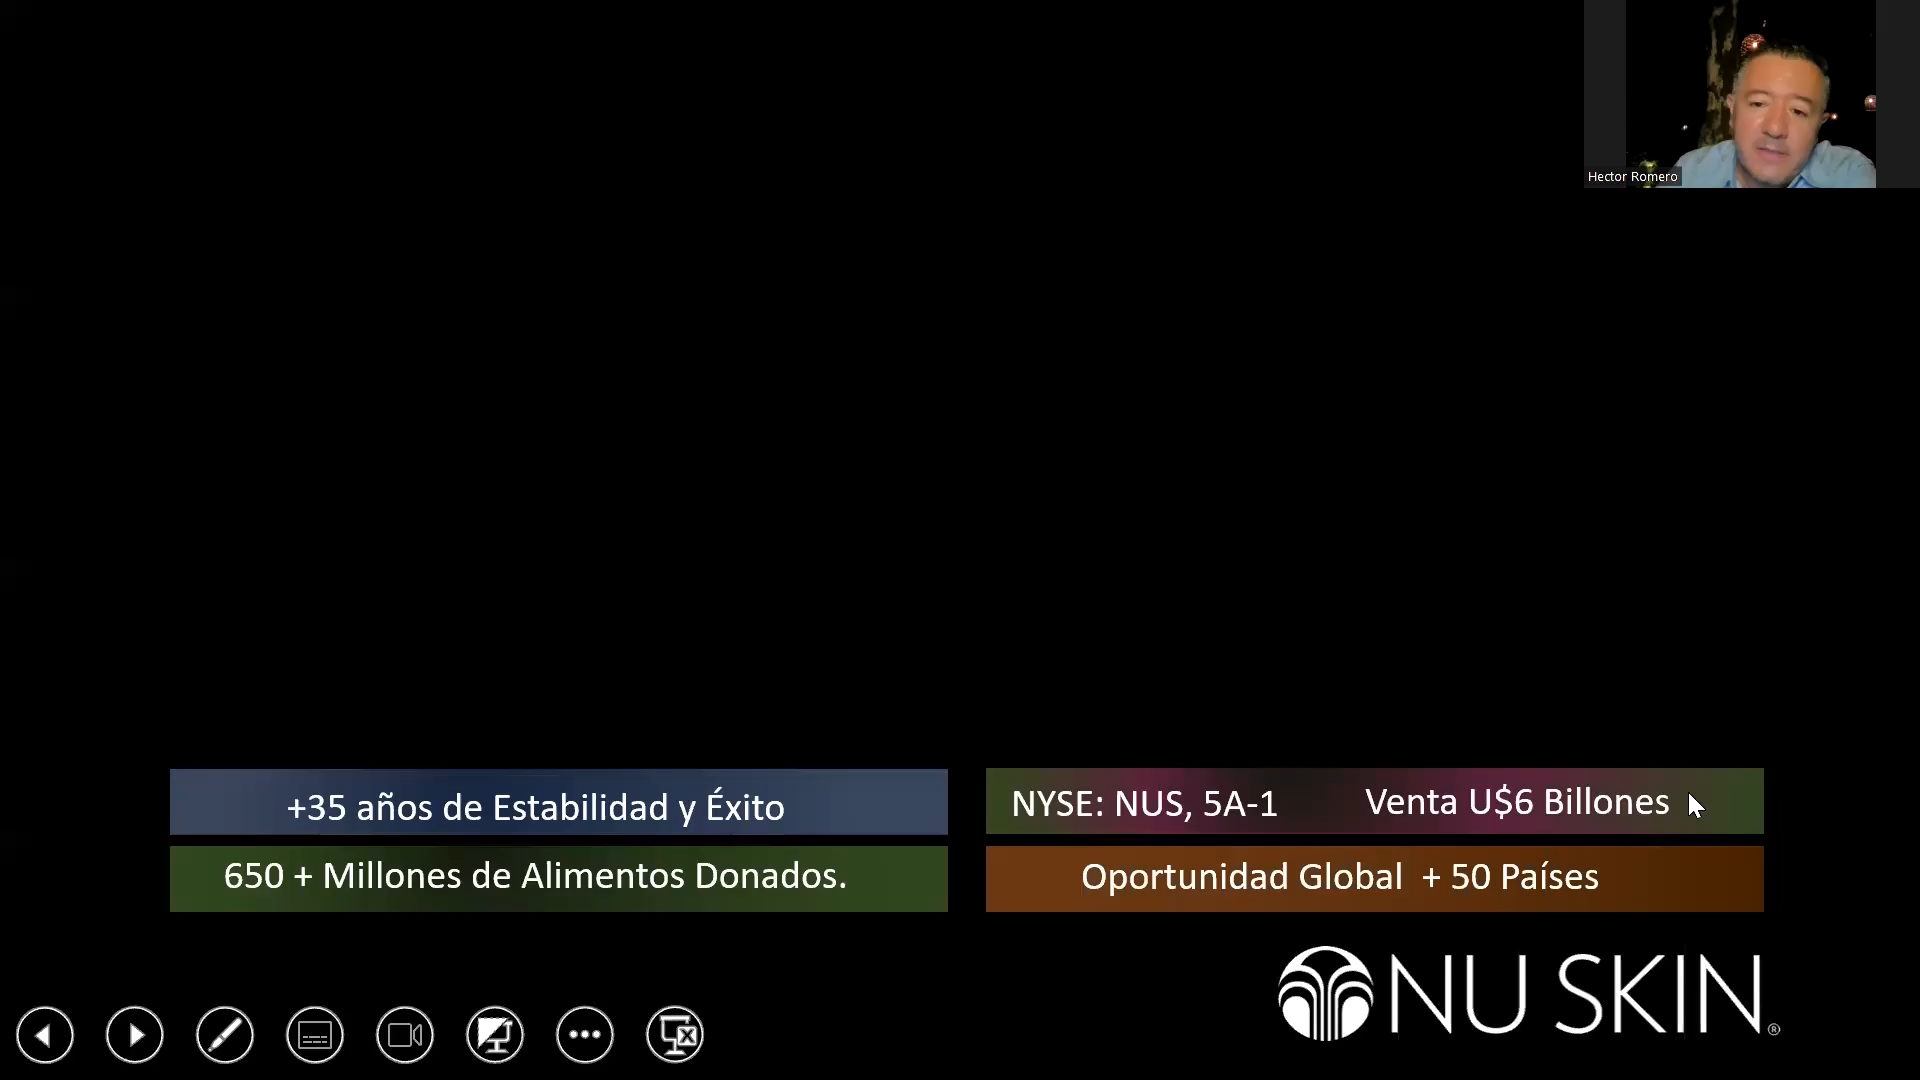 Hector Romero
+35 años de Estabilidad y Éxito
NYSE: NUS, 5A-1 Venta U$6 Billones
650 + Millones de Alimentos Donados.
Oportunidad Global + 50 Países
NU SKIN®